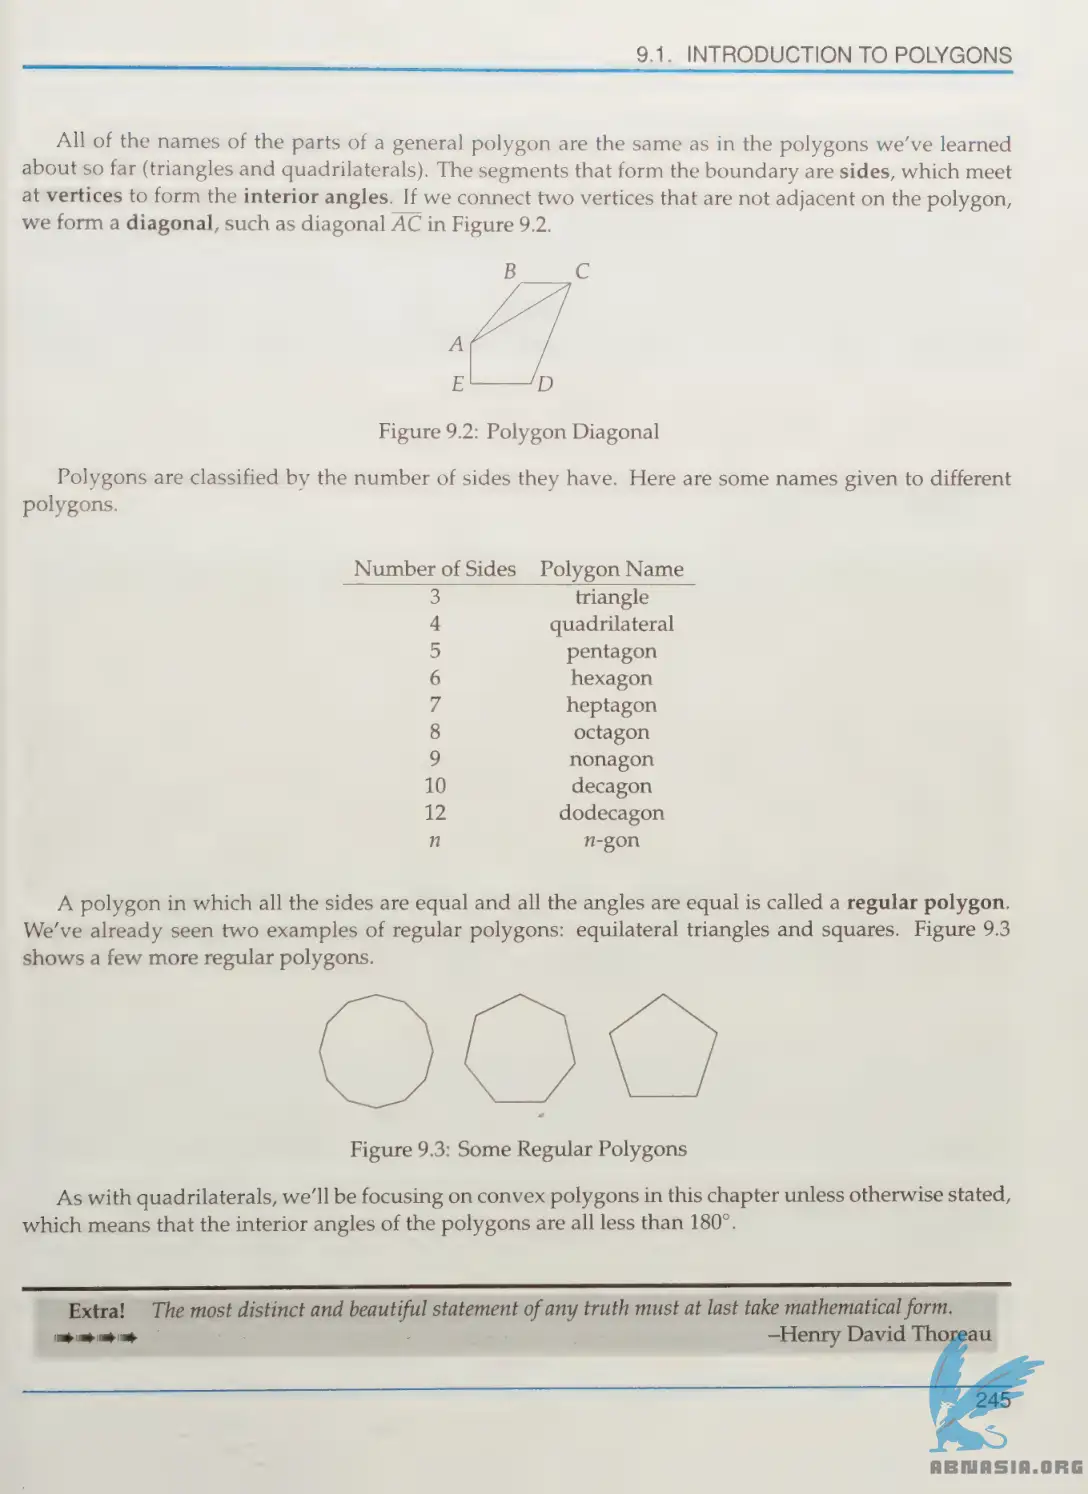 9.1. INTRODUCTION TO POLYGONS
All of the names of the parts of a general polygon are the same as in the polygons we've learned
about so far (triangles and quadrilaterals). The segments that form the boundary are sides, which meet
at vertices to form the interior angles. If we connect two vertices that are not adjacent on the polygon,
we form a diagonal, such as diagonal AC in Figure 9.2.
B C
A
E D
Figure 9.2: Polygon Diagonal
Polygons are classified by the number of sides they have. Here are some names given to different
polygons.
Number of Sides Polygon Name
3 triangle
4 quadrilateral
5 pentagon
6 hexagon
7 heptagon
8 octagon
9 nonagon
10 decagon
12 dodecagon
n n-gon
A polygon in which all the sides are equal and all the angles are equal is called a regular polygon.
We've already seen two examples of regular polygons: equilateral triangles and squares. Figure 9.3
shows a few more regular polygons.
Figure 9.3: Some Regular Polygons
As with quadrilaterals, we'll be focusing on convex polygons in this chapter unless otherwise stated,
which means that the interior angles of the polygons are all less than 180°.
Extra! The most distinct and beautiful statement of any truth must at last take mathematical form.
–Henry David Thoreau
245
ABNASIA.ORG